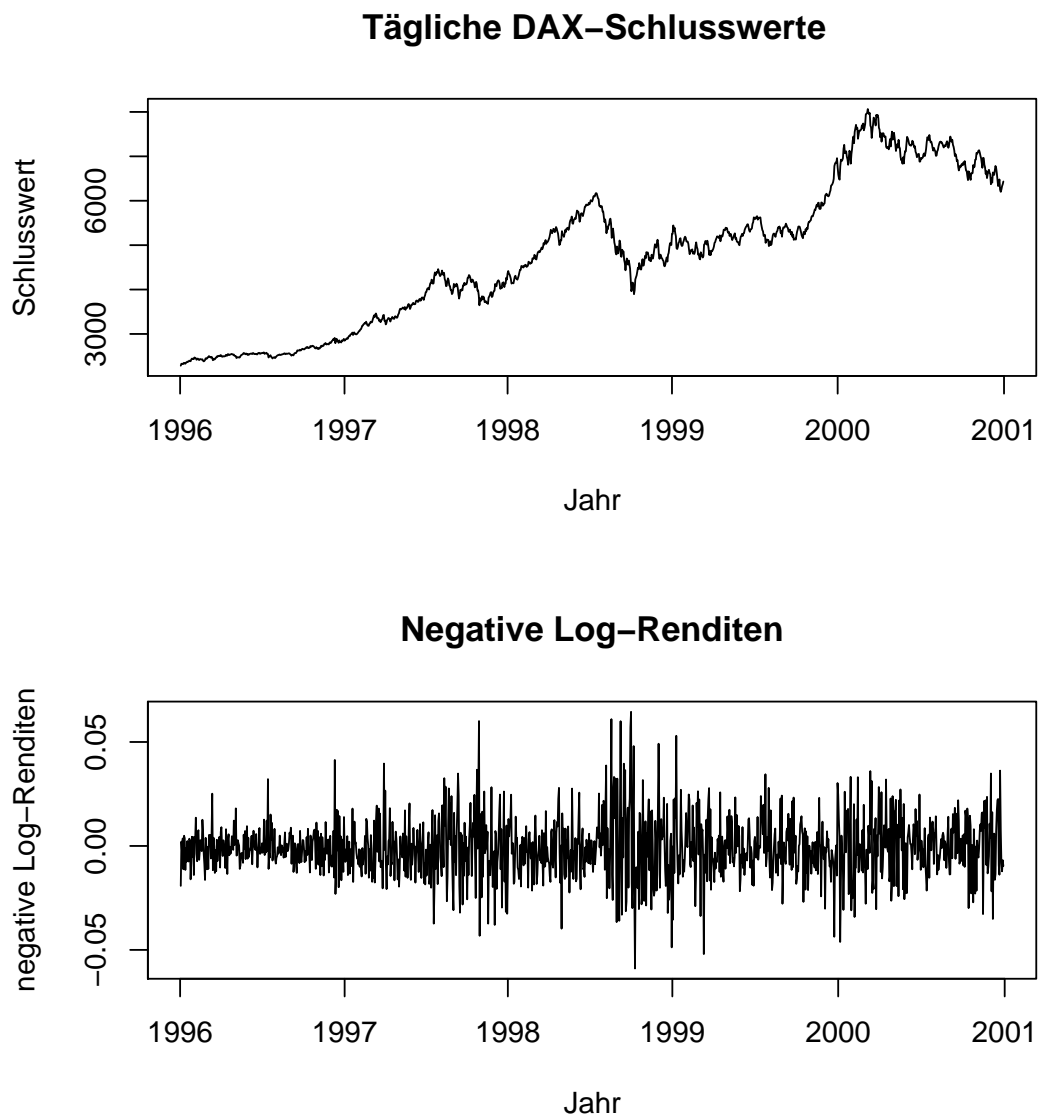 Tägliche DAX−Schlusswerte
Schlusswert
6000
3000
1996 1997 1998 1999 2000 2001
Jahr
Negative Log−Renditen
negative Log−Renditen
0.05
0.00
−0.05
1996 1997 1998 1999 2000 2001
Jahr